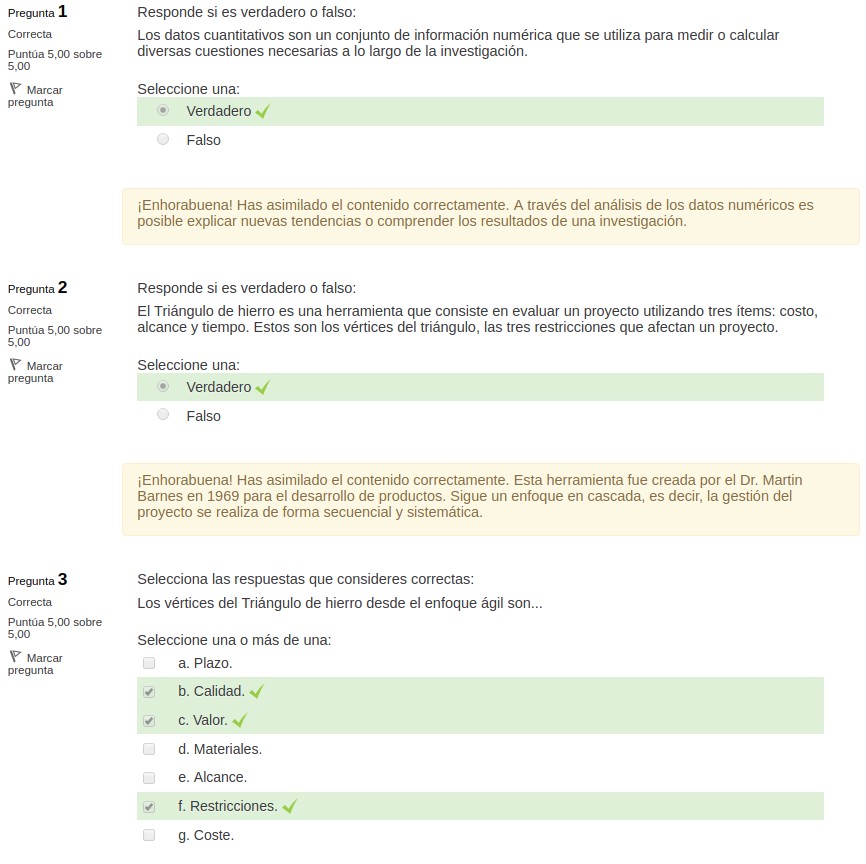 Pregunta 1
Correcta
Puntúa 5,00 sobre
5,00
Marcar
pregunta
Responde si es verdadero o falso:
Los datos cuantitativos son un conjunto de información numérica que se utiliza para medir o calcular
diversas cuestiones necesarias a lo largo de la investigación.
Seleccione una:
Verdadero
Falso
¡Enhorabuena! Has asimilado el contenido correctamente. A través del análisis de los datos numéricos es
posible explicar nuevas tendencias o comprender los resultados de una investigación.
Pregunta 2
Correcta
Puntúa 5,00 sobre
5,00
Marcar
pregunta
Responde si es verdadero o falso:
El Triángulo de hierro es una herramienta que consiste en evaluar un proyecto utilizando tres ítems: costo,
alcance y tiempo. Estos son los vértices del triángulo, las tres restricciones que afectan un proyecto.
Seleccione una:
Verdadero
Falso
¡Enhorabuena! Has asimilado el contenido correctamente. Esta herramienta fue creada por el Dr. Martin
Barnes en 1969 para el desarrollo de productos. Sigue un enfoque en cascada, es decir, la gestión del
proyecto se realiza de forma secuencial y sistemática.
Pregunta 3
Correcta
Puntúa 5,00 sobre
5,00
Marcar
pregunta
Selecciona las respuestas que consideres correctas:
Los vértices del Triángulo de hierro desde el enfoque ágil son...
Seleccione una o más de una:
a. Plazo.
b. Calidad.
c. Valor.
d. Materiales.
e. Alcance.
f. Restricciones.
g. Coste.